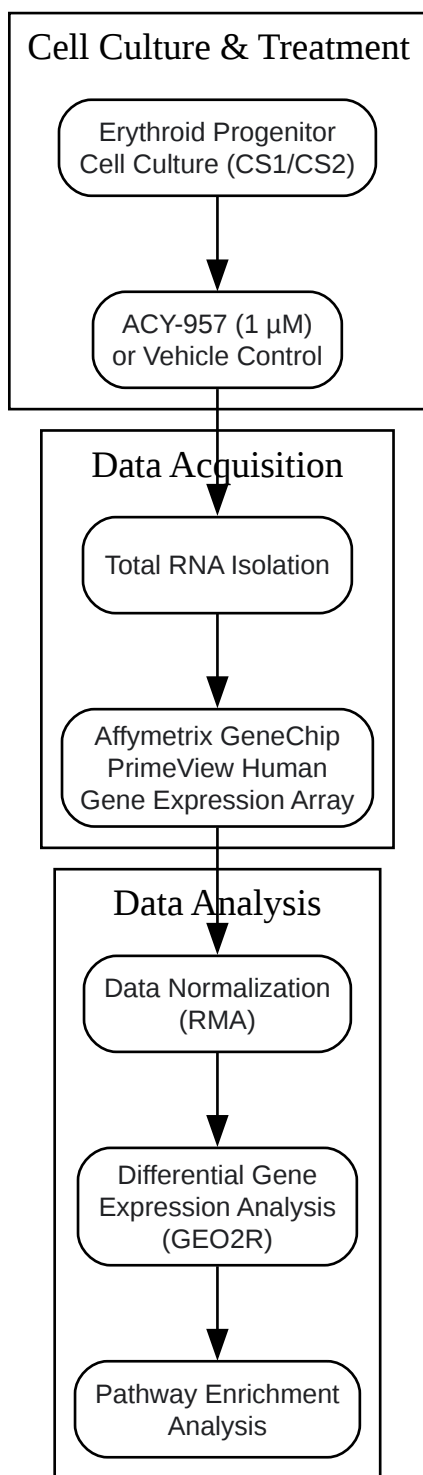 Cell Culture & Treatment
Erythroid Progenitor
Cell Culture (CS1/CS2)
ACY-957 (1 µM)
or Vehicle Control
Data Acquisition
Total RNA Isolation
Affymetrix GeneChip
PrimeView Human
Gene Expression Array
Data Analysis
Data Normalization
(RMA)
Differential Gene
Expression Analysis
(GEO2R)
Pathway Enrichment
Analysis